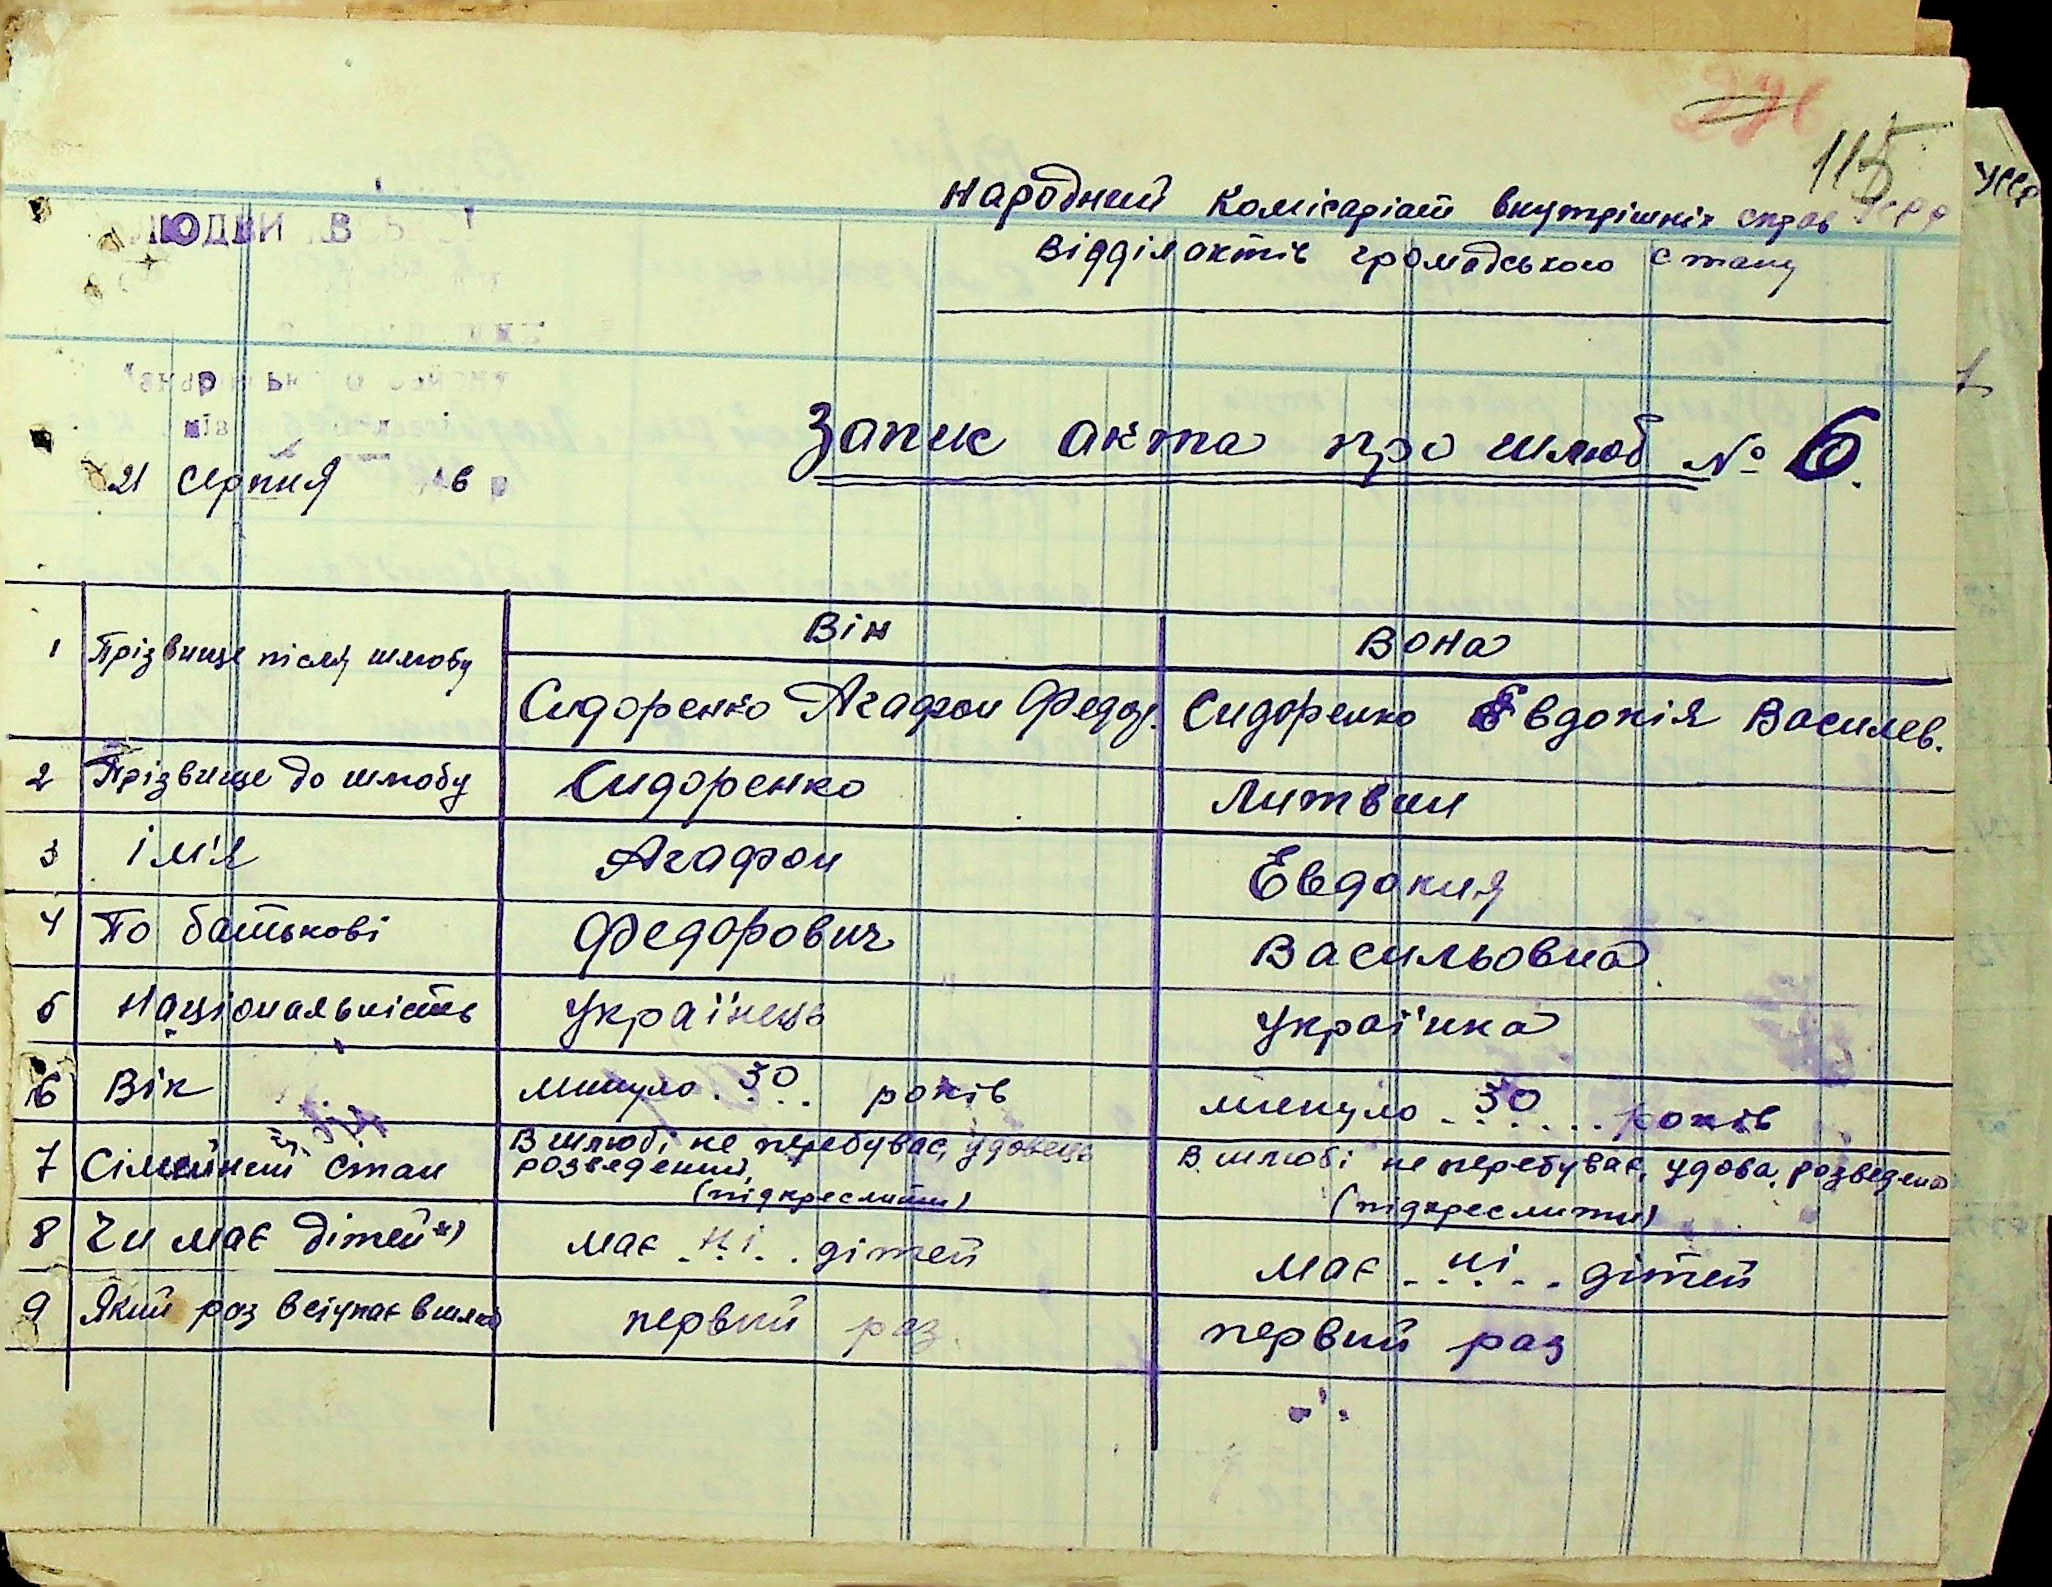 115
Народний Комісаріат внутрішніх справ УСРР
Відділ актів громадського стану
21 серпня
Запис акта про шлюб № 6.
Він
Вона
1 Прізвище після шлюбу
Сидоренко Агафон Федор.
Сидоренко Евдокія Василев.
2 Прізвище до шлюбу Сидоренко Литвин
3 ім'я Агафон Евдокия
4 По батькові Федорович Васильовна
5 Національність українець українка
6 Вік минуло 30 років минуло 30 років
7 Сімейний стан
В шлюбі не перебуває, удовець
розведений,
(підкреслити)
В шлюбі не перебуває, удова, розведена
(підкреслити)
8 Чи має дітей*) має ні дітей має ні дітей
9 Який раз вступає в шлюб первий раз. первий раз